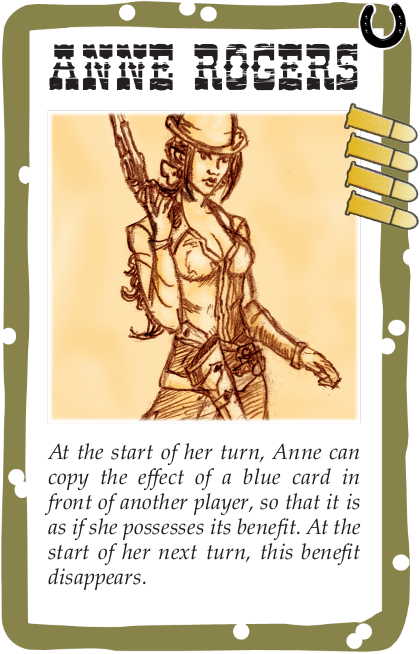 ANNE ROGERS
At the start of her turn, Anne can
copy the effect of a blue card in
front of another player, so that it is
as if she possesses its benefit. At the
start of her next turn, this benefit
disappears.